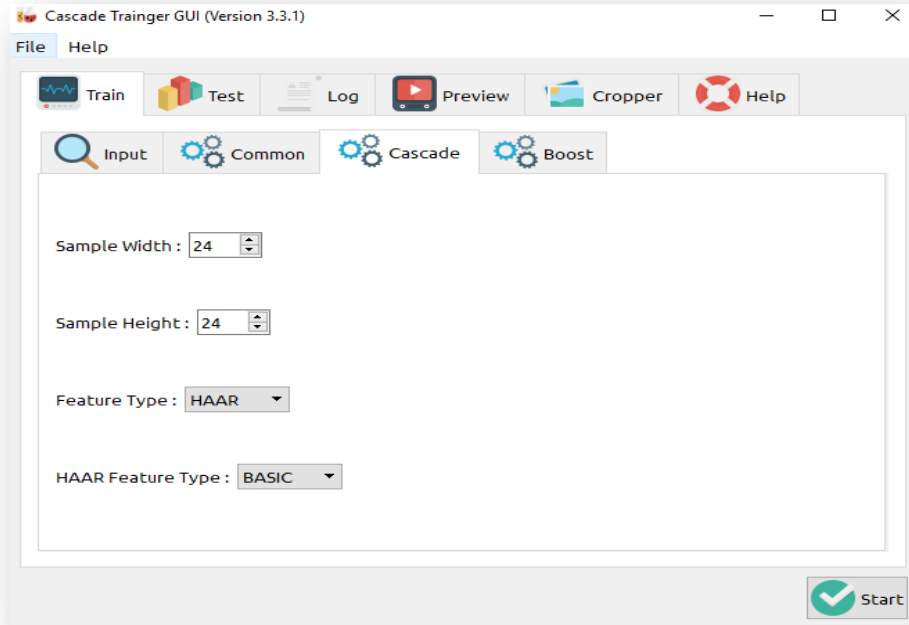 Cascade Trainger GUI (Version 3.3.1)
File Help
Train Test Log Preview Cropper Help
Input Common Cascade Boost
Sample Width : 24
Sample Height : 24
Feature Type : HAAR
HAAR Feature Type : BASIC
Start